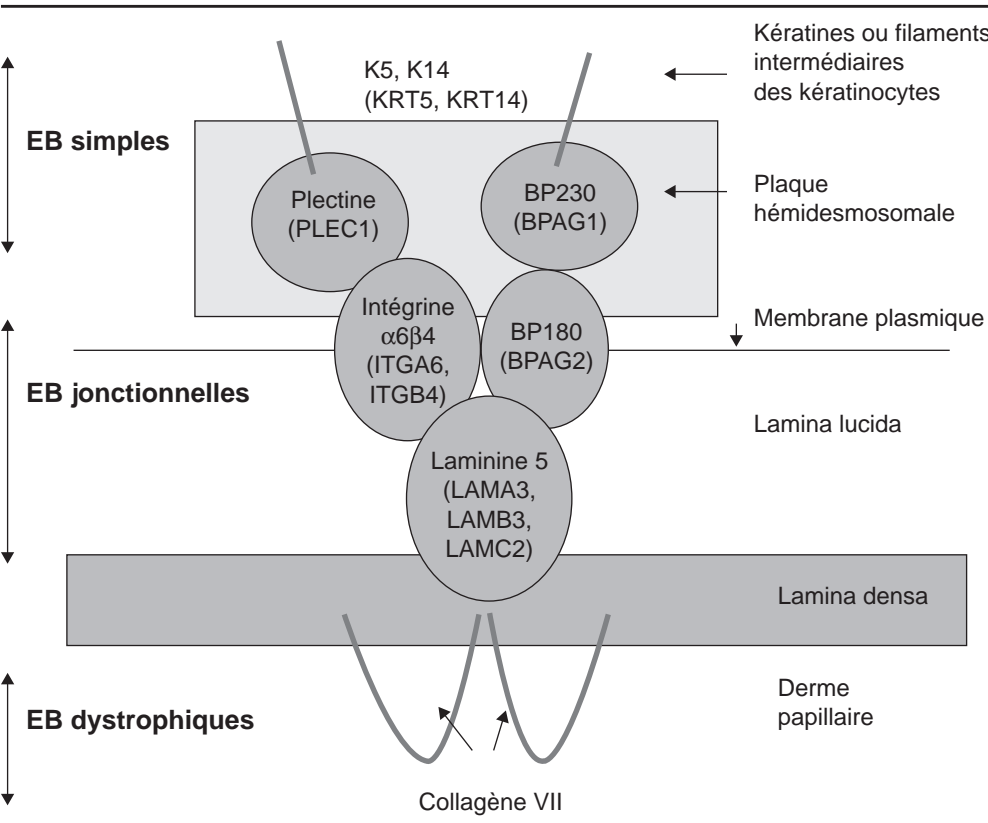 Kératines ou filaments
intermédiaires
des kératinocytes
K5, K14
(KRT5, KRT14)
EB simples
Plectine
(PLEC1)
BP230
(BPAG1)
Plaque
hémidesmosomale
Intégrine
α6β4
(ITGA6,
ITGB4)
BP180
(BPAG2)
Membrane plasmique
EB jonctionnelles
Lamina lucida
Laminine 5
(LAMA3,
LAMB3,
LAMC2)
Lamina densa
EB dystrophiques
Derme
papillaire
Collagène VII